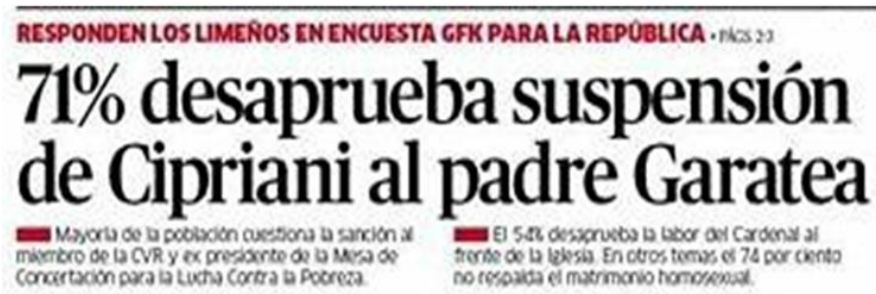 RESPONDEN LOS LIMEÑOS EN ENCUESTA GFK PARA LA REPÚBLICA • PÁGS. 2-3
71% desaprueba suspensión
de Cipriani al padre Garatea
Mayoría de la población cuestiona la sanción al
miembro de la CVR y ex presidente de la Mesa de
Concertación para la Lucha Contra la Pobreza.
El 54% desaprueba la labor del Cardenal al
frente de la Iglesia. En otros temas el 74 por ciento
no respalda el matrimonio homosexual.